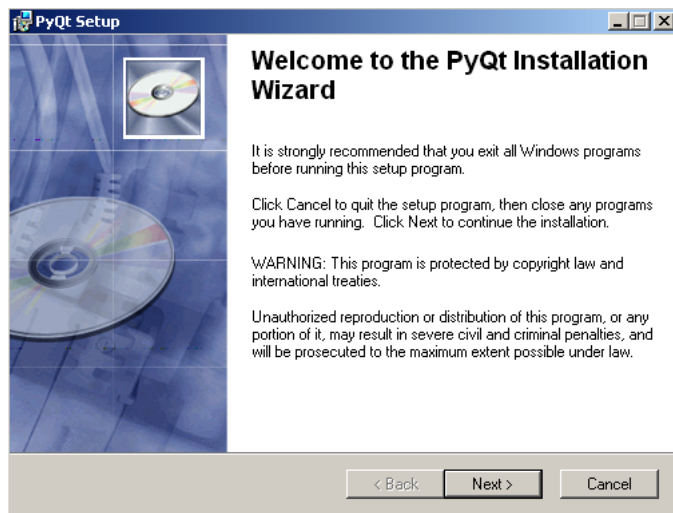 PyQt Setup
Welcome to the PyQt Installation
Wizard
It is strongly recommended that you exit all Windows programs
before running this setup program.
Click Cancel to quit the setup program, then close any programs
you have running.  Click Next to continue the installation.
WARNING: This program is protected by copyright law and
international treaties.
Unauthorized reproduction or distribution of this program, or any
portion of it, may result in severe civil and criminal penalties, and
will be prosecuted to the maximum extent possible under law.
< Back Next > Cancel